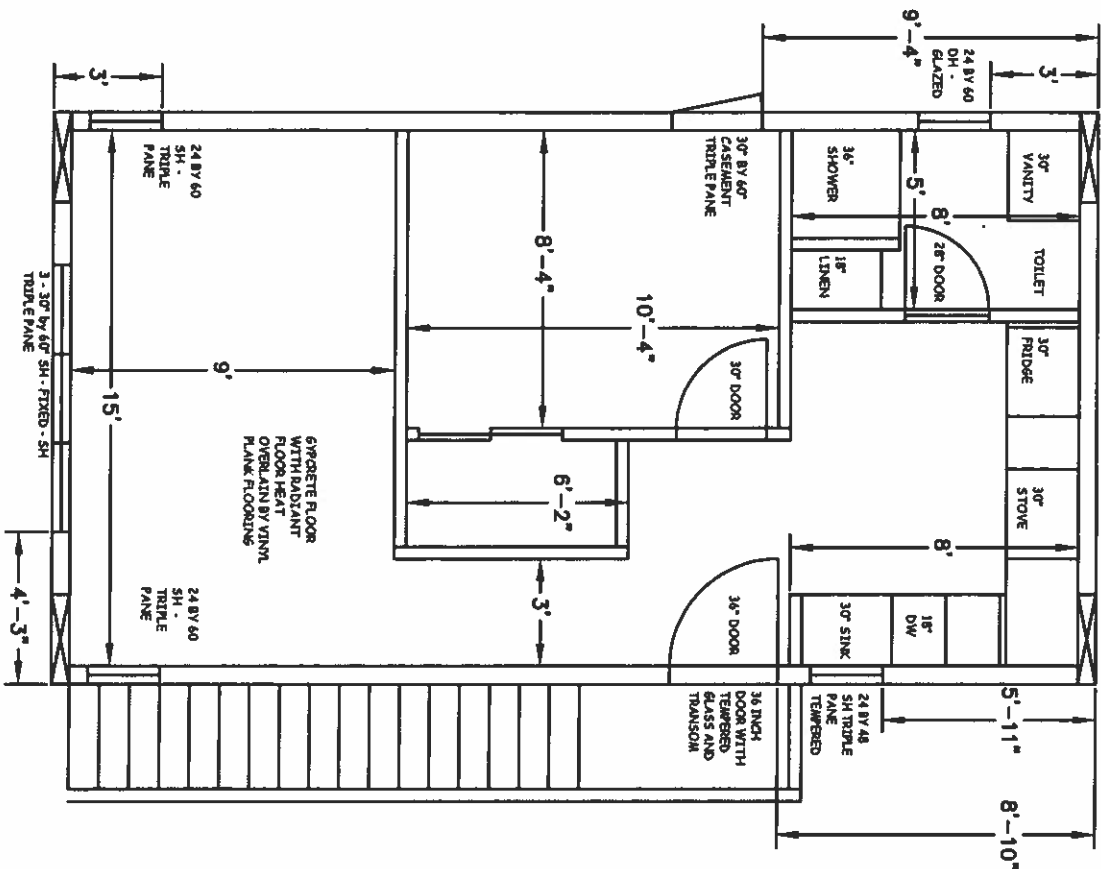 9'-4"
24 BY 60
DH -
GLAZED
3'
3'
30"
VANITY
TOILET
36"
SHOWER
5'
8'
28" DOOR
18"
LINEN
30" BY 60"
CASEMENT
TRIPLE PANE
8'-4"
10'-4"
30" DOOR
24 BY 60
SH -
TRIPLE
PANE
3 - 30" by 60" SH - FIXED - SH
TRIPLE PANE
15'
9'
6'-2"
GYPCRETE FLOOR
WITH RADIANT
FLOOR HEAT
OVERLAIN BY VINYL
PLANK FLOORING
30"
FRIDGE
30"
STOVE
8'
30" SINK
18"
DW
3'
36" DOOR
24 BY 60
SH -
TRIPLE
PANE
4'-3"
36 INCH
DOOR WITH
TEMPERED
GLASS AND
TRANSOM
24 BY 48
SH TRIPLE
PANE
TEMPERED
5'-11"
8'-10"